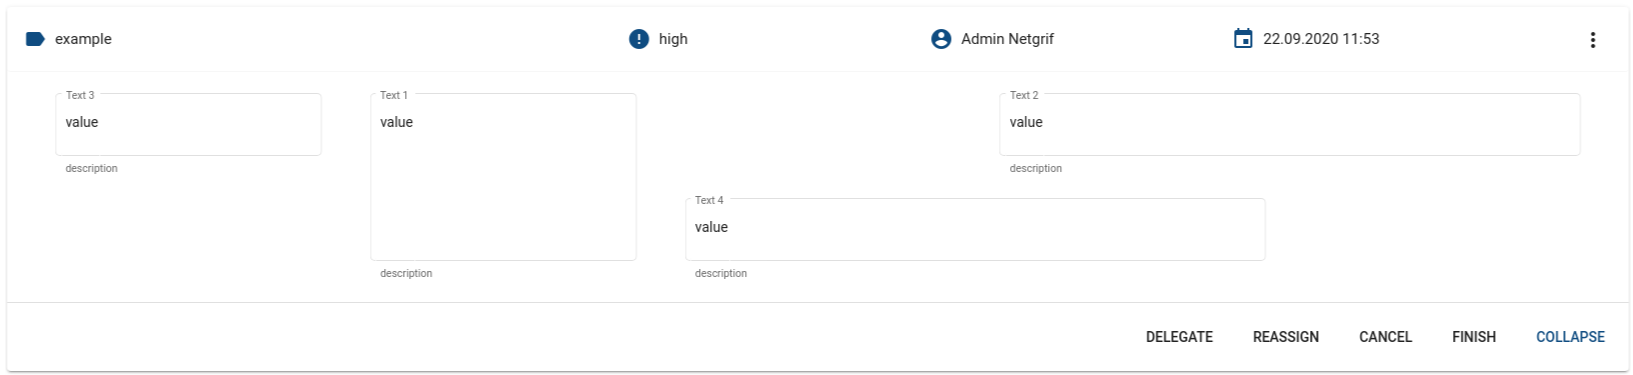 example high Admin Netgrif 22.09.2020 11:53
Text 3 Text 1 Text 2
value value value
description description
Text 4
value
description description
DELEGATE REASSIGN CANCEL FINISH COLLAPSE